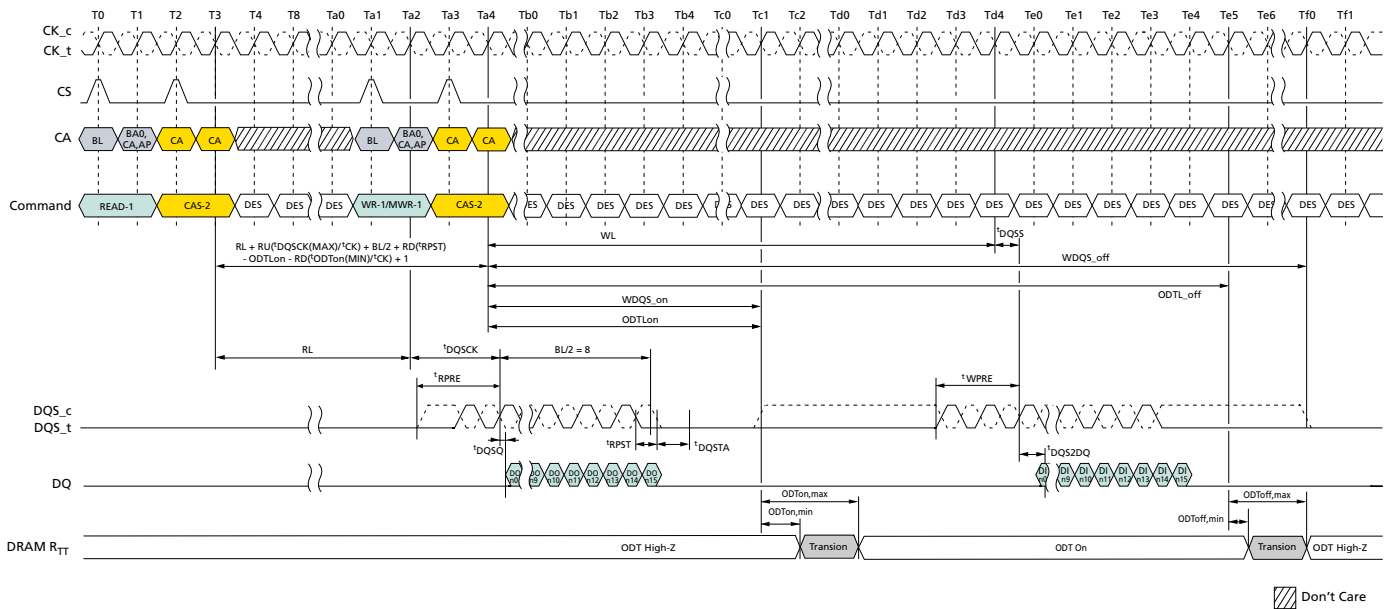 T0 T1 T2 T3 T4 T8 Ta0 Ta1 Ta2 Ta3 Ta4 Tb0 Tb1 Tb2 Tb3 Tb4 Tc0 Tc1 Tc2 Td0 Td1 Td2 Td3 Td4 Te0 Te1 Te2 Te3 Te4 Te5 Te6 Tf0 Tf1
CK_c
CK_t
CS
CA BL BA0, CA,AP CA CA BL BA0, CA,AP CA CA
Command READ-1 CAS-2 DES DES DES WR-1/MWR-1 CAS-2 DES DES DES DES DES DES DES DES DES DES DES DES DES DES DES DES DES DES DES DES DES DES
WL
tDQSS
RL + RU(tDQSCK(MAX)/tCK) + BL/2 + RD(tRPST)
- ODTLon - RD(tODTon(MIN)/tCK) + 1
WDQS_off
ODTL_off
WDQS_on
ODTLon
RL tDQSCK BL/2 = 8
tRPRE tWPRE
DQS_c
DQS_t
tDQSQ tRPST tDQSTA tDQS2DQ
DQ DO n0 DO n9 DO n10 DO n11 DO n12 DO n13 DO n14 DO n15 DI n0 DI n9 DI n10 DI n11 DI n12 DI n13 DI n14 DI n15
ODTon,max ODToff,max
ODTon,min ODToff,min
DRAM RTT ODT High-Z Transion ODT On Transion ODT High-Z
Don't Care